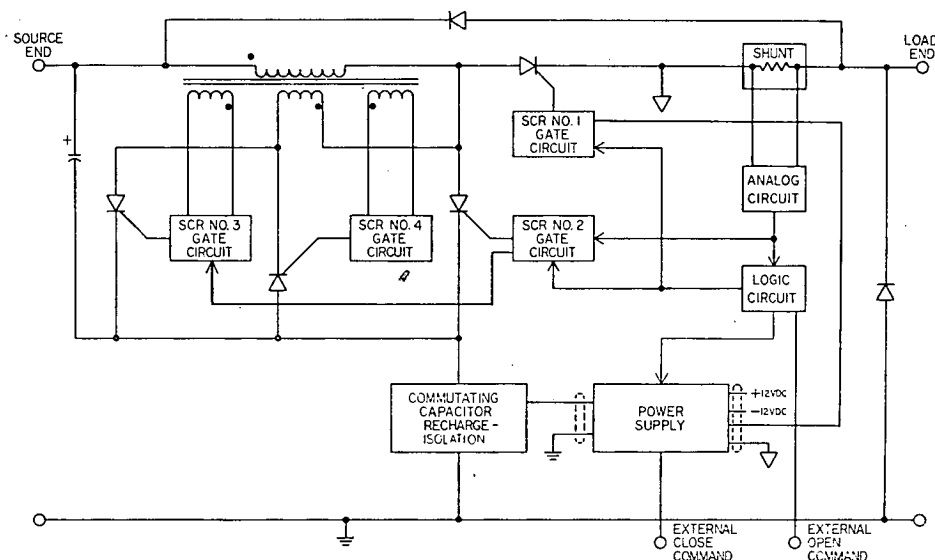 SOURCE
END
LOAD
END
SHUNT
SCR NO. 1
GATE
CIRCUIT
ANALOG
CIRCUIT
SCR NO. 3
GATE
CIRCUIT
SCR NO. 4
GATE
CIRCUIT
SCR NO. 2
GATE
CIRCUIT
LOGIC
CIRCUIT
+
COMMUTATING
CAPACITOR
RECHARGE -
ISOLATION
POWER
SUPPLY
+12VDC
-12VDC
EXTERNAL
CLOSE
COMMAND
EXTERNAL
OPEN
COMMAND